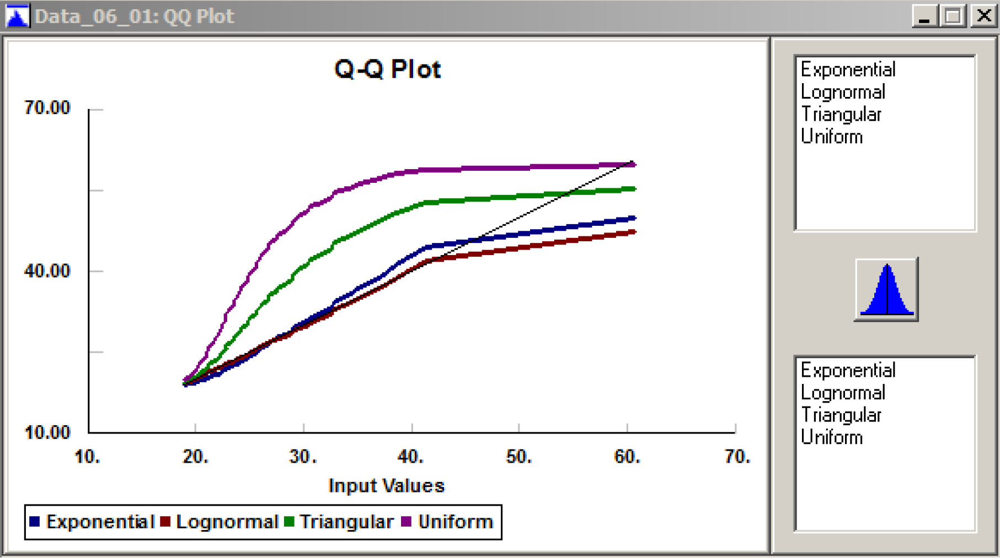 Data_06_01: QQ Plot
Q-Q Plot
70.00
40.00
10.00
10. 20. 30. 40. 50. 60. 70.
Input Values
Exponential Lognormal Triangular Uniform
Exponential
Lognormal
Triangular
Uniform
Exponential
Lognormal
Triangular
Uniform